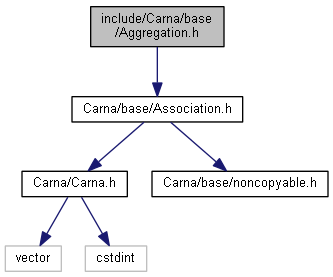 include/Carna/base
/Aggregation.h
Carna/base/Association.h
Carna/Carna.h
Carna/base/noncopyable.h
vector
cstdint